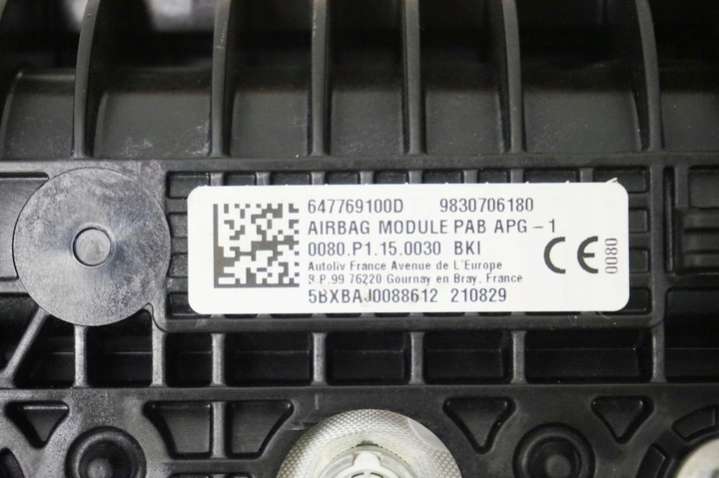 647769100D 9830706180
AIRBAG MODULE PAB APG - 1
0080.P1.15.0030 BKI
CE 0080
Autoliv France Avenue de L'Europe
B.P.99 76220 Gournay en Bray, France
5BXBAJ0088612 210829